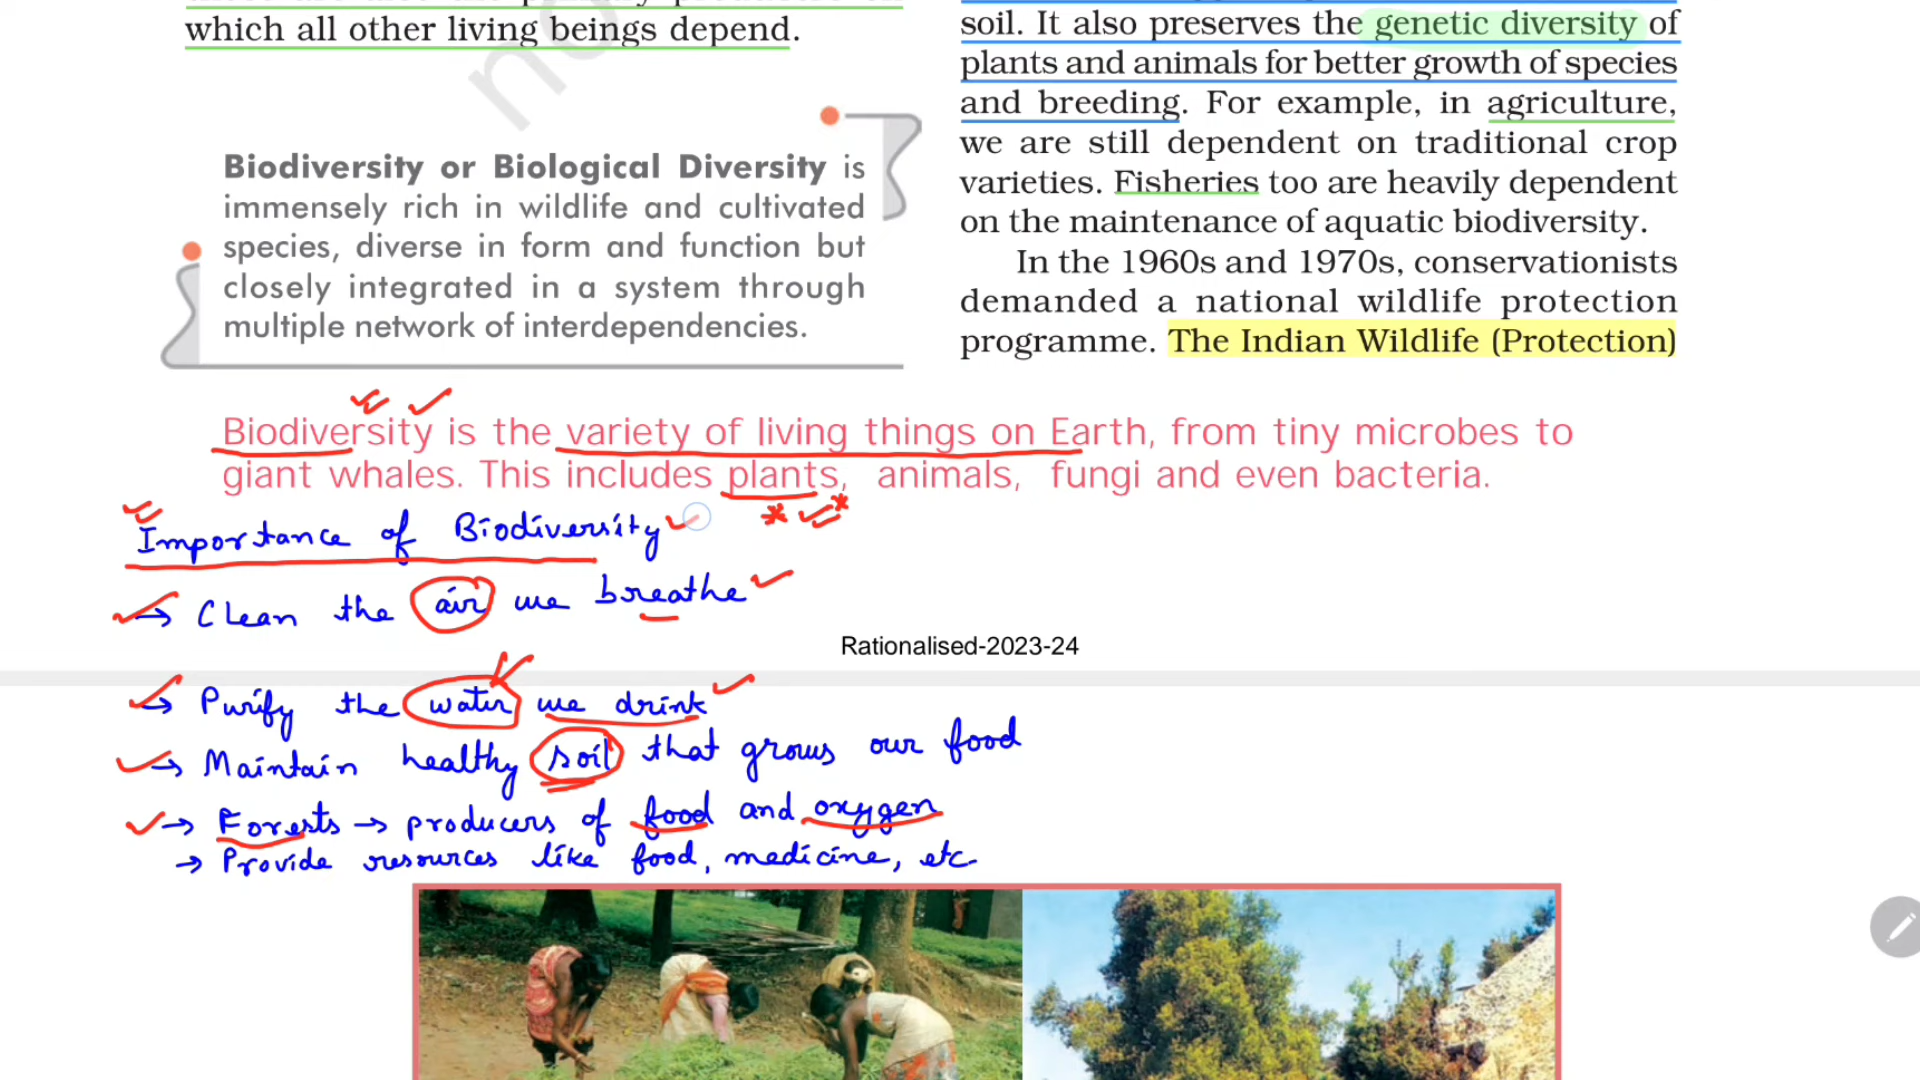 which all other living beings depend.
Biodiversity or Biological Diversity is
immensely rich in wildlife and cultivated
species, diverse in form and function but
closely integrated in a system through
multiple network of interdependencies.
soil. It also preserves the genetic diversity of
plants and animals for better growth of species
and breeding. For example, in agriculture,
we are still dependent on traditional crop
varieties. Fisheries too are heavily dependent
on the maintenance of aquatic biodiversity.
In the 1960s and 1970s, conservationists
demanded a national wildlife protection
programme. The Indian Wildlife (Protection)
Biodiversity is the variety of living things on Earth, from tiny microbes to
giant whales. This includes plants, animals, fungi and even bacteria.
Importance of Biodiversity
→ Clean the air we breathe
Rationalised-2023-24
→ Purify the water we drink
→ Maintain healthy soil that grows our food
→ Forests → producers of food and oxygen
→ Provide resources like food, medicine, etc.